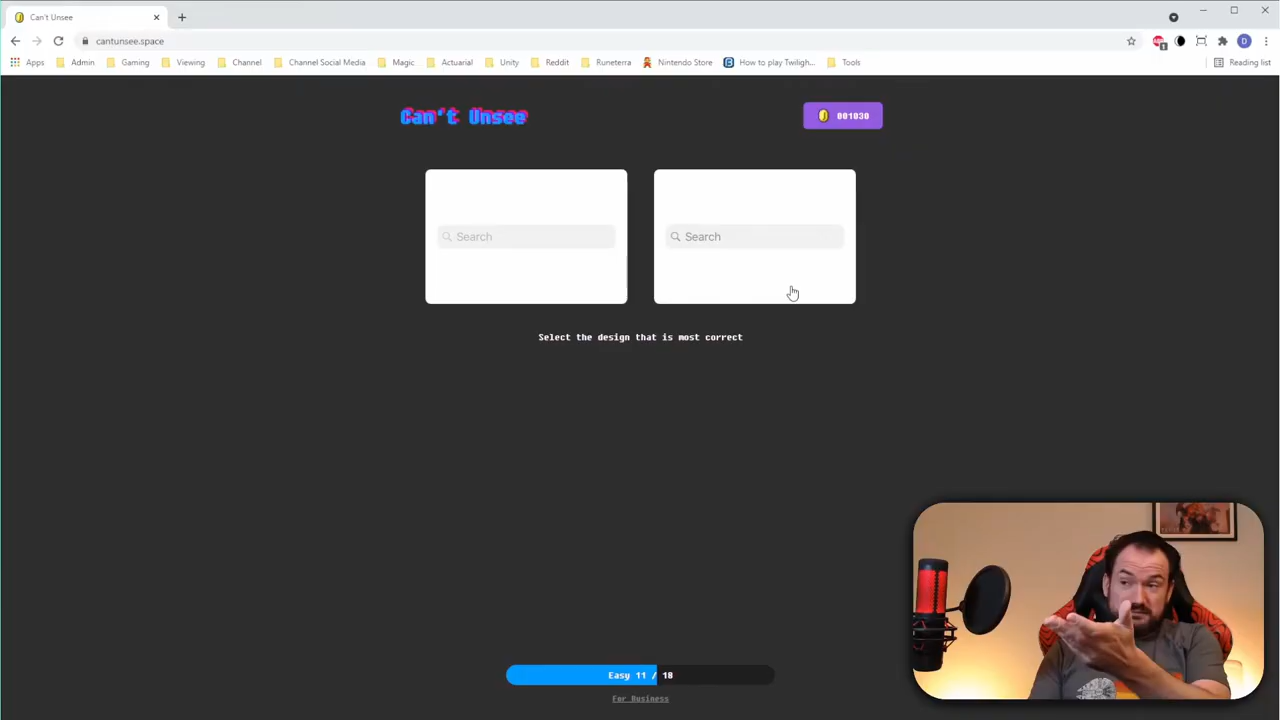 Can't Unsee
cantunsee.space
Apps Admin Gaming Viewing Channel Channel Social Media Magic Actuarial Unity Reddit Runeterra Nintendo Store How to play Twiligh... Tools Reading list
Can't Unsee
001030
Search
Search
Select the design that is most correct
Easy 11 / 18
For Business